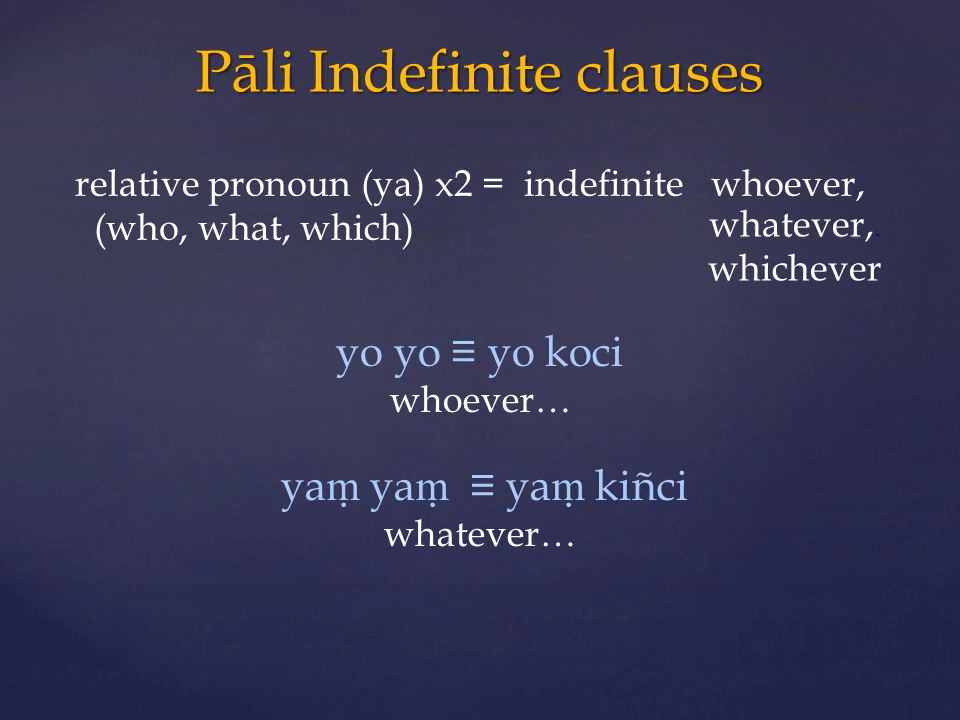 Pāli Indefinite clauses
relative pronoun (ya) x2 = indefinite whoever,
(who, what, which) whatever,
whichever
yo yo ≡ yo koci
whoever…
yaṃ yaṃ ≡ yaṃ kiñci
whatever…